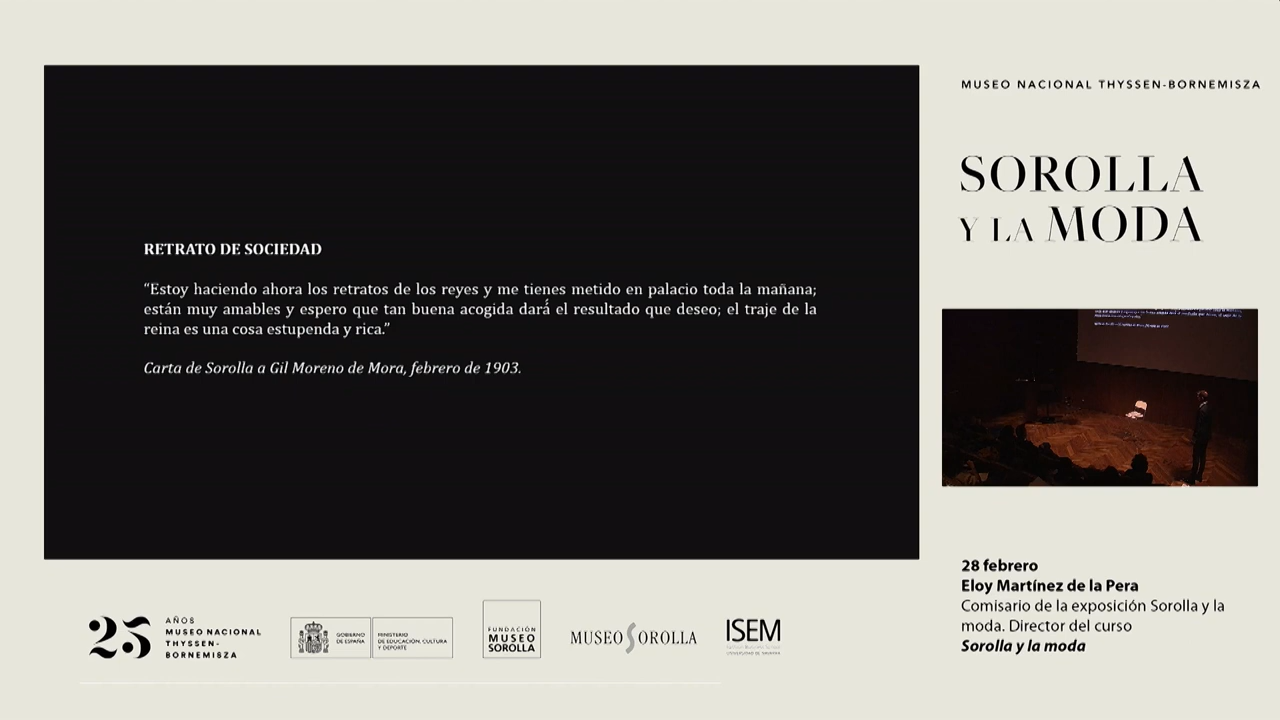 MUSEO NACIONAL THYSSEN-BORNEMISZA
SOROLLA
Y LA MODA
RETRATO DE SOCIEDAD
“Estoy haciendo ahora los retratos de los reyes y me tienes metido en palacio toda la mañana;
están muy amables y espero que tan buena acogida dará el resultado que deseo; el traje de la
reina es una cosa estupenda y rica.”
Carta de Sorolla a Gil Moreno de Mora, febrero de 1903.
28 febrero
Eloy Martínez de la Pera
Comisario de la exposición Sorolla y la
moda. Director del curso
Sorolla y la moda
25
AÑOS
MUSEO NACIONAL
THYSSEN-
BORNEMISZA
GOBIERNO
DE ESPAÑA
MINISTERIO
DE EDUCACIÓN, CULTURA
Y DEPORTE
FUNDACIÓN
MUSEO
SOROLLA
MUSEO SOROLLA
ISEM